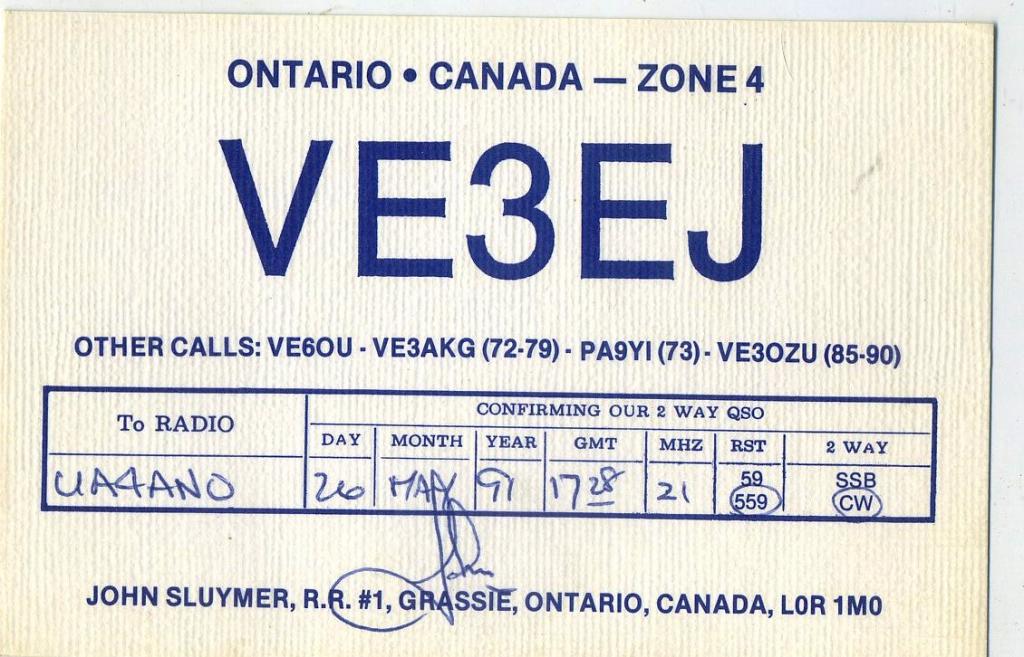 ONTARIO • CANADA — ZONE 4
VE3EJ
OTHER CALLS: VE6OU - VE3AKG (72-79) - PA9YI (73) - VE3OZU (85-90)
To RADIO
CONFIRMING OUR 2 WAY QSO
DAY MONTH YEAR GMT MHZ RST 2 WAY
UA4ANO 26 91 1728 21 59 SSB
559 CW
John
JOHN SLUYMER, R.R. #1, GRASSIE, ONTARIO, CANADA, L0R 1M0